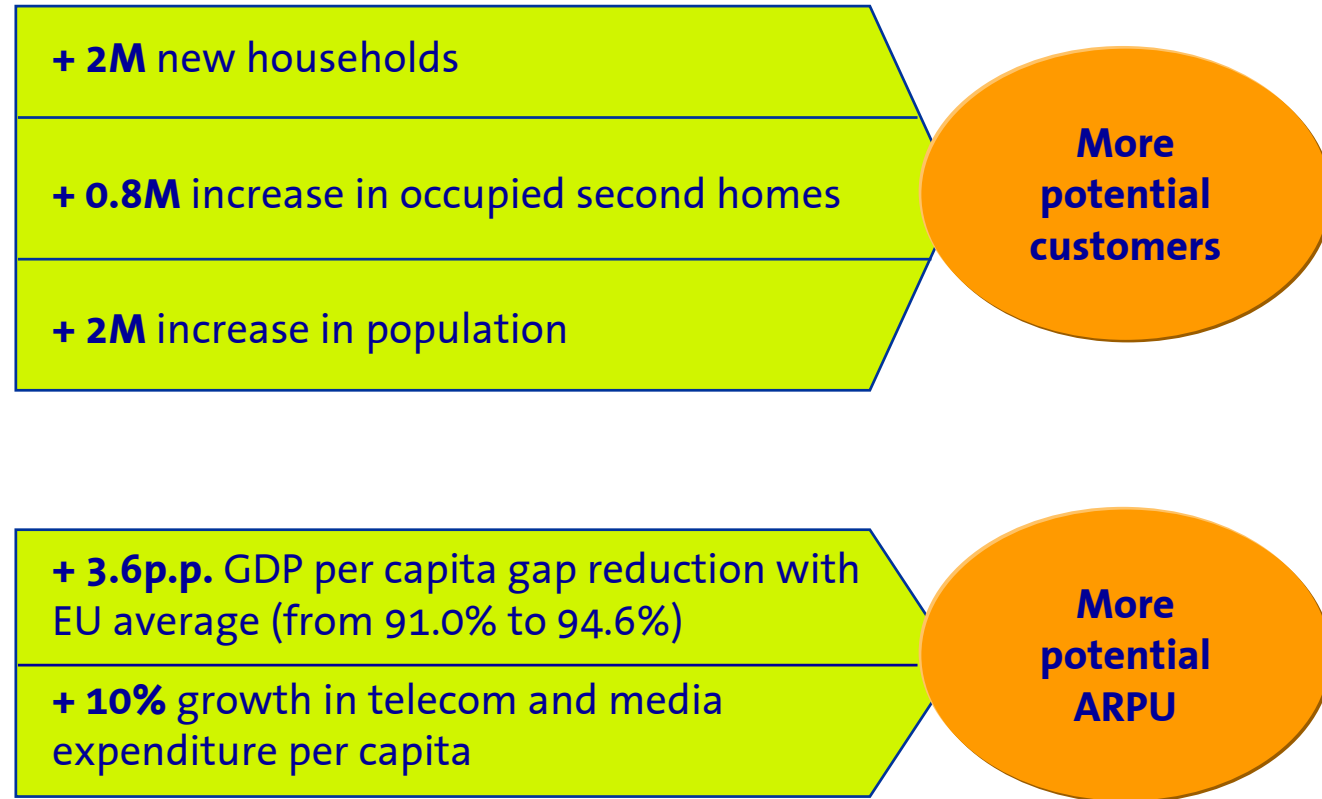 + 2M new households
+ 0.8M increase in occupied second homes
+ 2M increase in population
More
potential
customers
+ 3.6p.p. GDP per capita gap reduction with
EU average (from 91.0% to 94.6%)
+ 10% growth in telecom and media
expenditure per capita
More
potential
ARPU